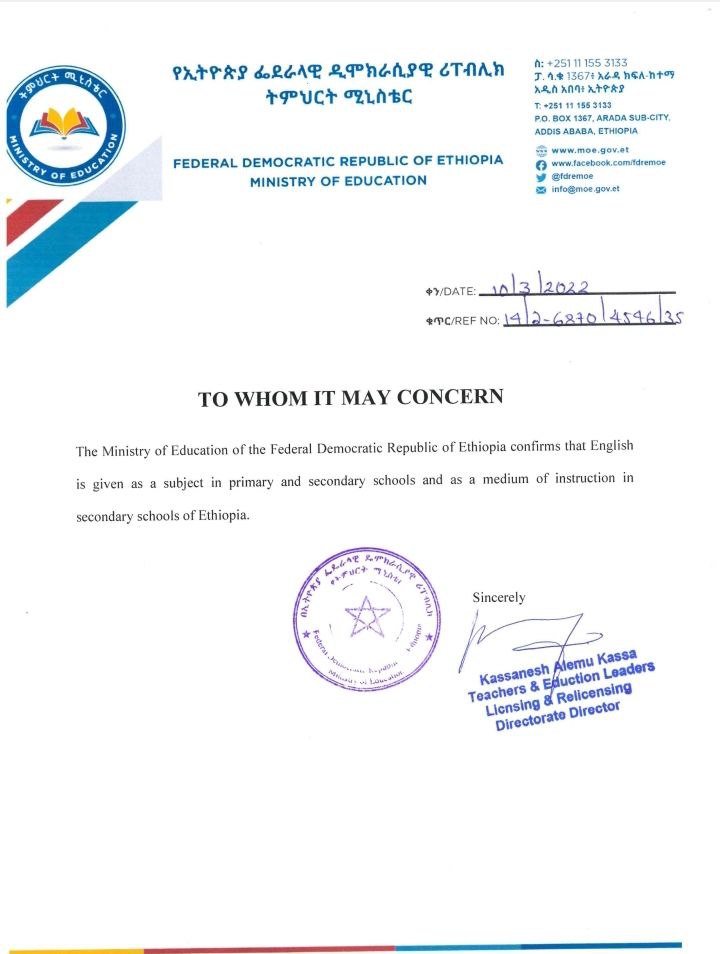 ትምህርት ሚኒስቴር
MINISTRY OF EDUCATION
የኢትዮጵያ ፌደራላዊ ዲሞክራሲያዊ ሪፐብሊክ
ትምህርት ሚኒስቴር
FEDERAL DEMOCRATIC REPUBLIC OF ETHIOPIA
MINISTRY OF EDUCATION
ስ: +251 11 155 3133
ፓ. ሳ.ቁ 1367፥ አራዳ ክፍለ-ከተማ
አዲስ አበባ፥ ኢትዮጵያ
T: +251 11 155 3133
P.O. BOX 1367, ARADA SUB-CITY,
ADDIS ABABA, ETHIOPIA
www.moe.gov.et
www.facebook.com/fdremoe
@fdremoe
info@moe.gov.et
ቀን/DATE: 10/3/2022
ቁጥር/REF NO: 14/2-6870/4546/35
TO WHOM IT MAY CONCERN
The Ministry of Education of the Federal Democratic Republic of Ethiopia confirms that English
is given as a subject in primary and secondary schools and as a medium of instruction in
secondary schools of Ethiopia.
በኢትዮጵያ ፌዴራላዊ ዴሞክራሲያዊ ሪፐብሊክ
የትምህርት ሚኒስቴር
Federal Democratic Republic Ethiopia
Ministry of Education
Sincerely
Kassanesh Alemu Kassa
Teachers & Eduction Leaders
Licnsing & Relicensing
Directorate Director